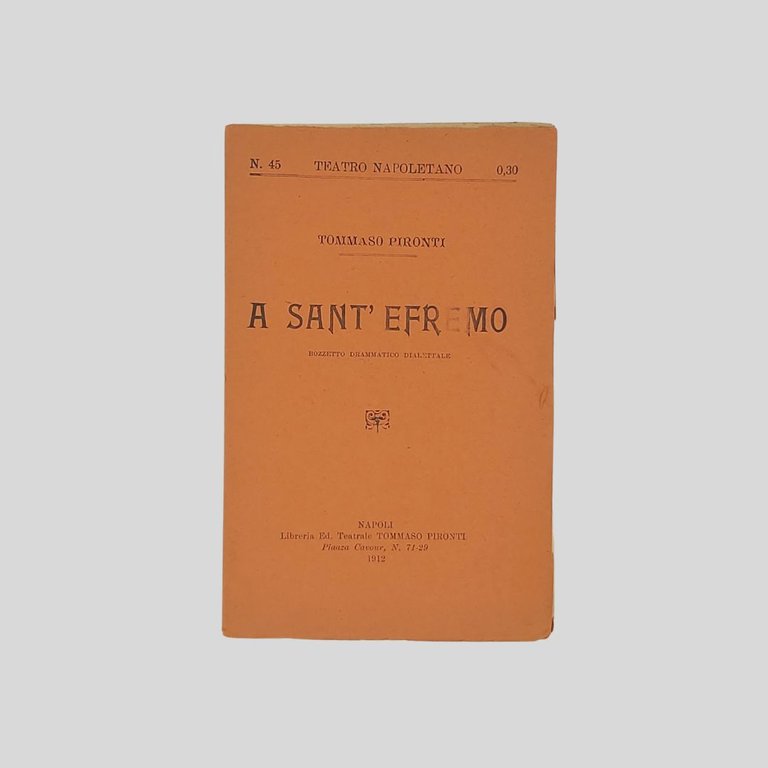 N. 45 TEATRO NAPOLETANO 0,30
TOMMASO PIRONTI
A SANT' EFREMO
BOZZETTO DRAMMATICO DIALETTALE
NAPOLI
Libreria Ed. Teatrale TOMMASO PIRONTI
Piazza Cavour, N. 71-29
1912